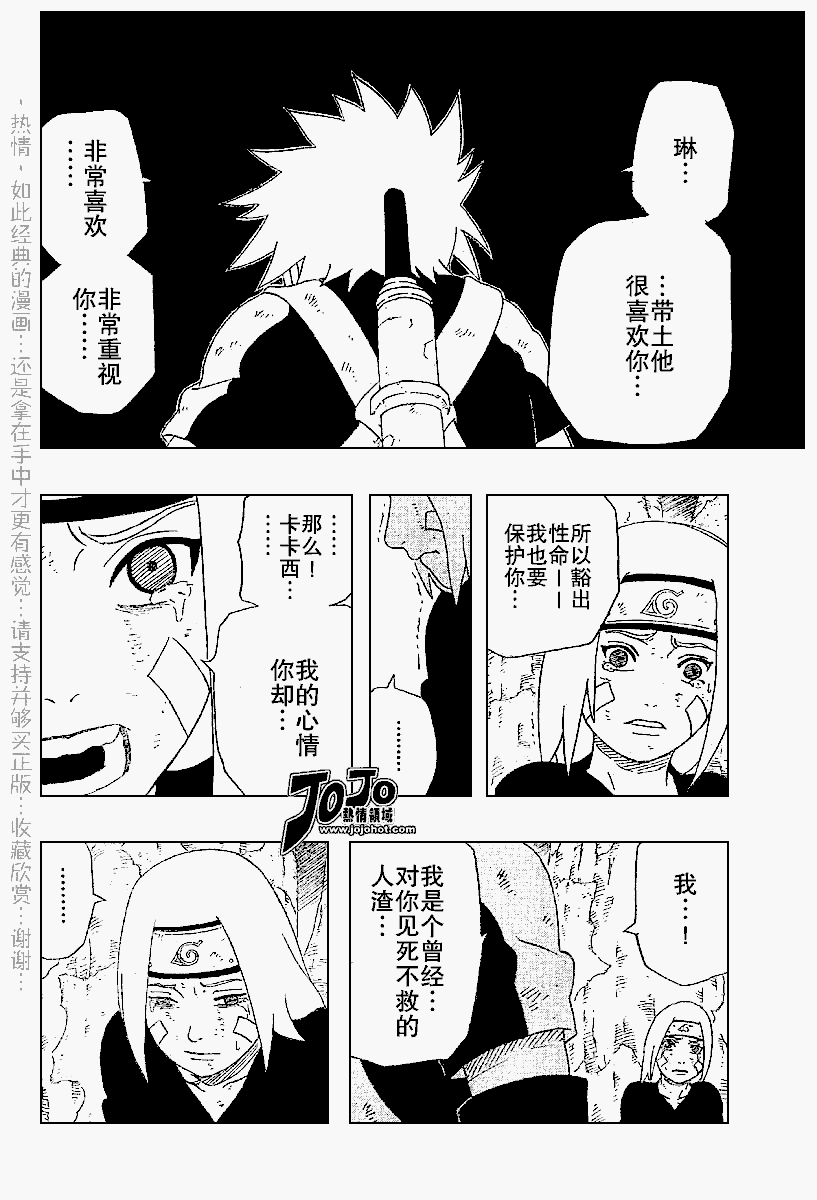 琳…
…带土他
很喜欢你…
非常喜欢
……
非常重视
你……
所以豁出
性命——
我也要
保护你…
………
……
那么！
卡卡西…
……
我的心情
你却…
我…！
我是个曾经…
对你见死不救的
人渣…
………
JOJO
熱情領域
www.jojohot.com
-热情-如此经典的漫画…还是拿在手中才更有感觉…请支持并够买正版…收藏欣赏…谢谢…